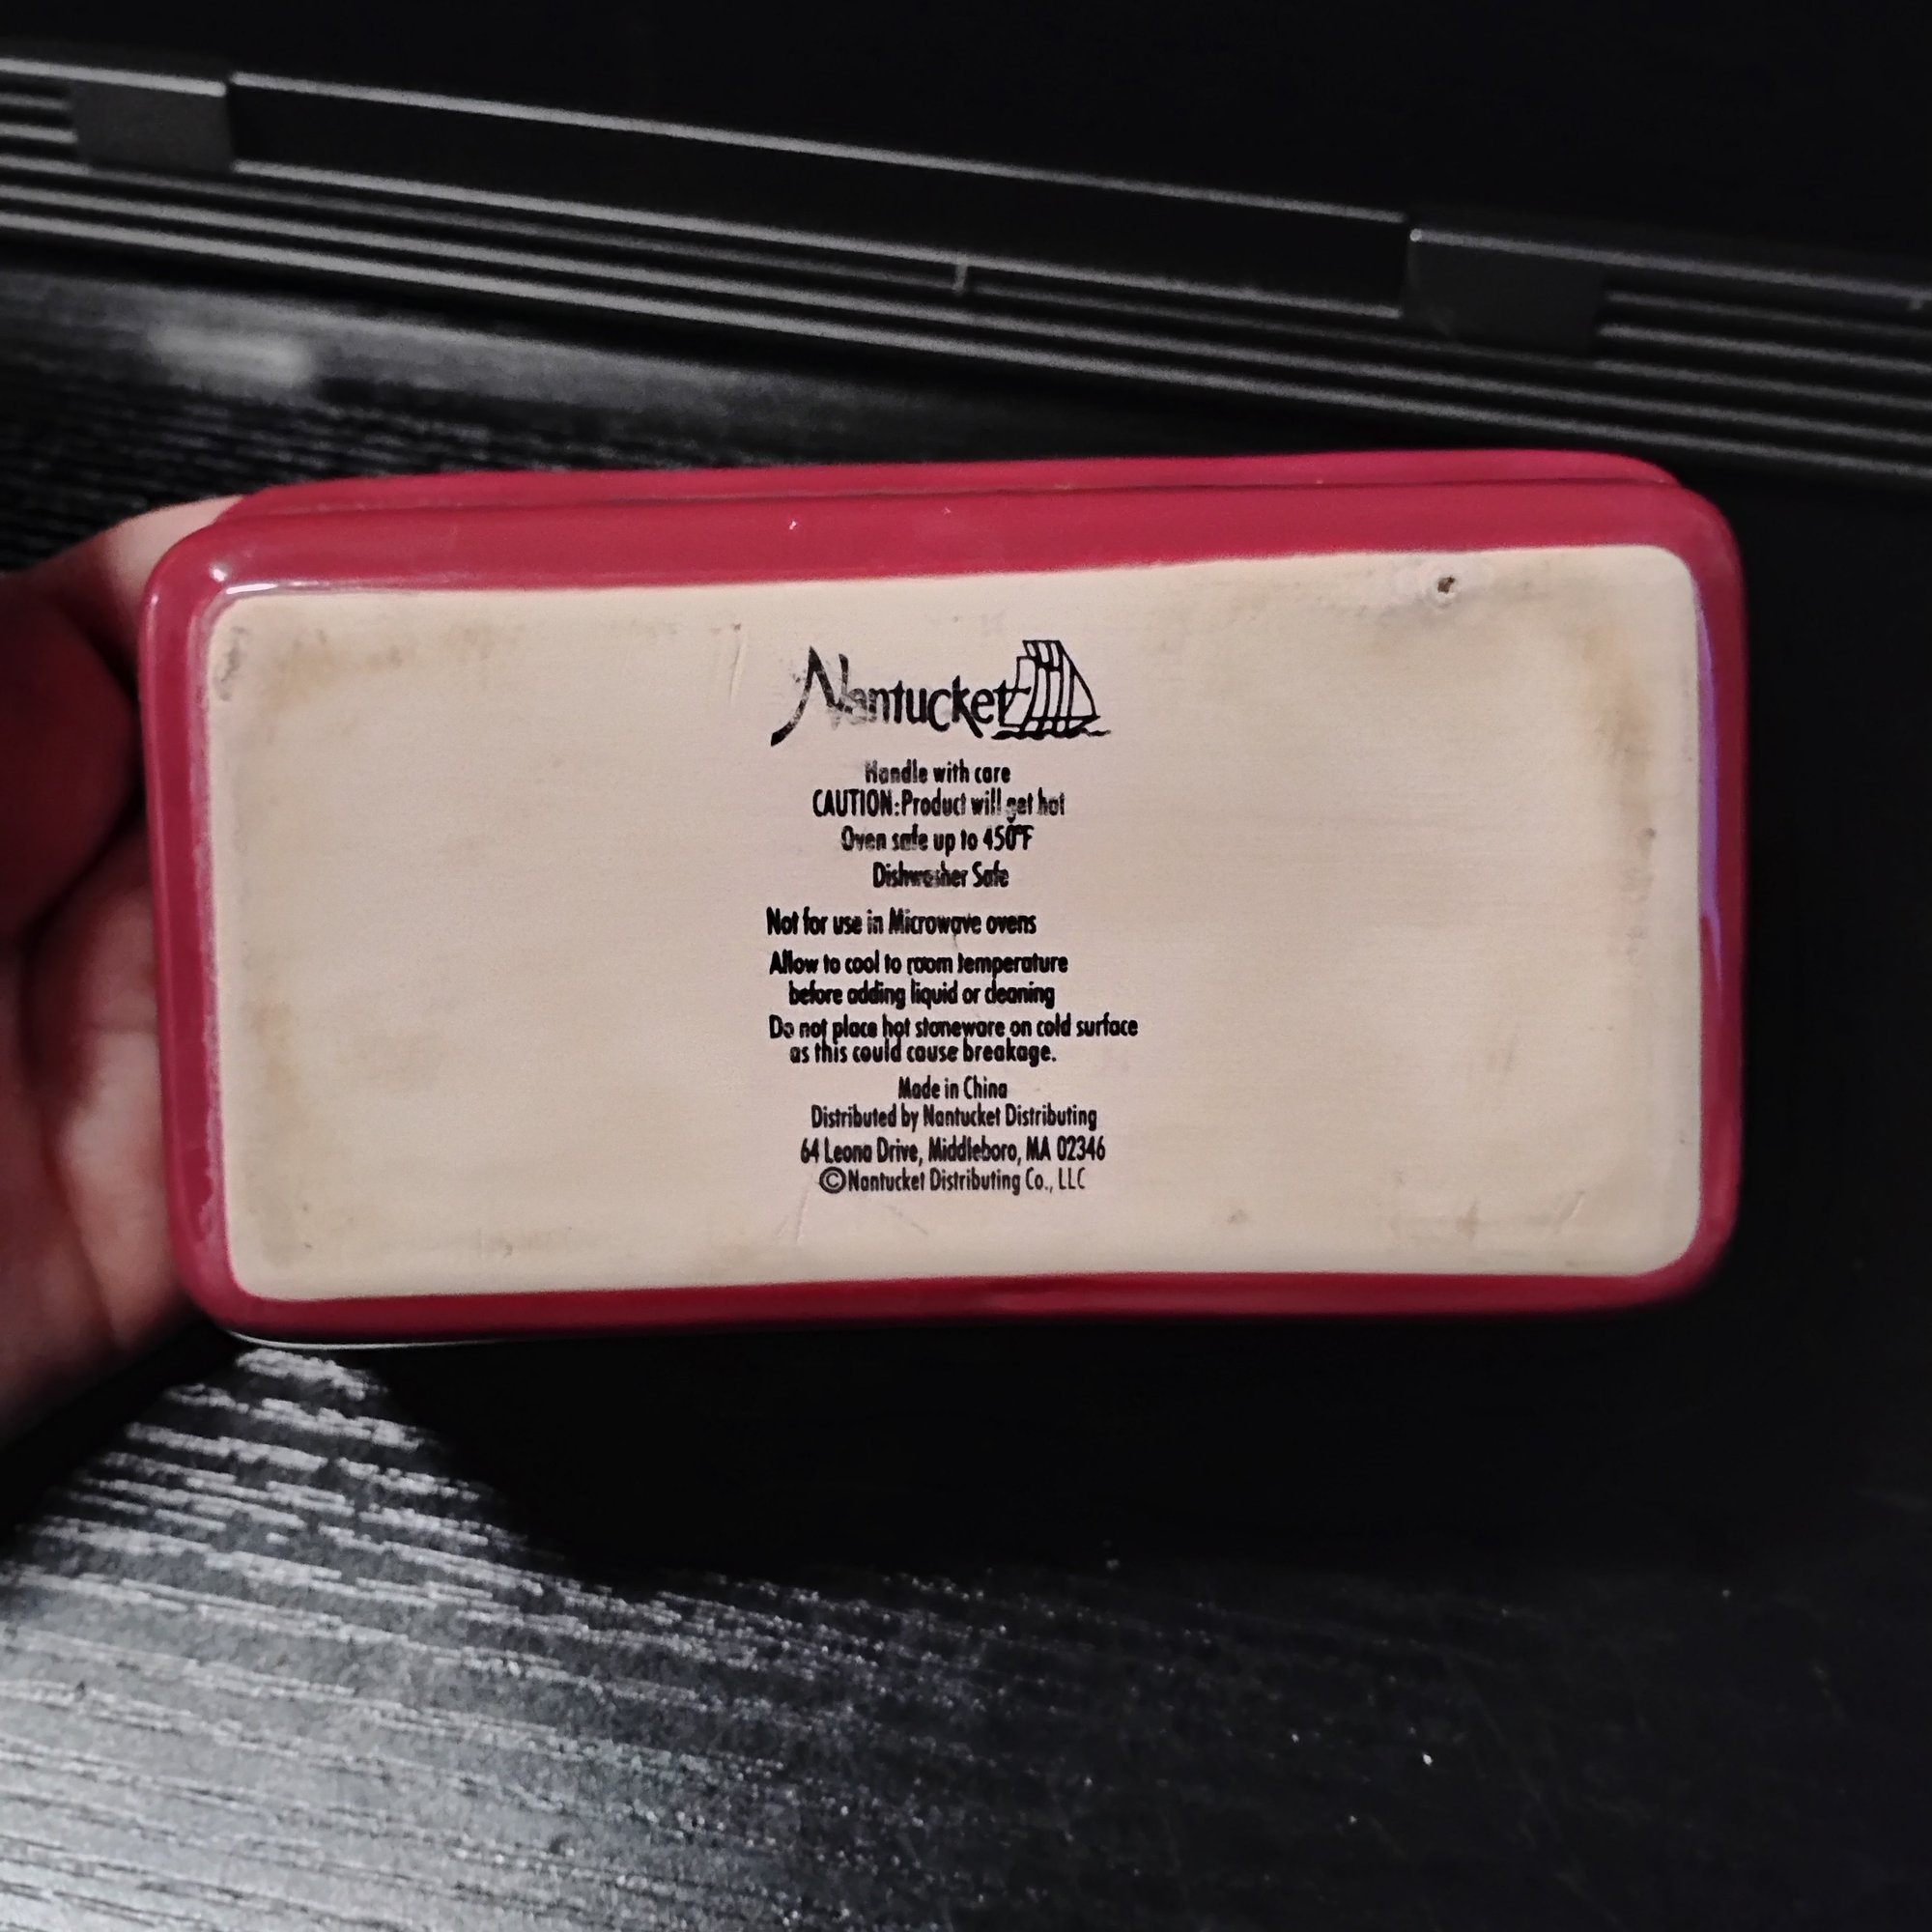 Nantucket
Handle with care
CAUTION: Product will get hot
Oven safe up to 450°F
Dishwasher Safe
Not for use in Microwave ovens
Allow to cool to room temperature
before adding liquid or cleaning
Do not place hot stoneware on cold surface
as this could cause breakage.
Made in China
Distributed by Nantucket Distributing
64 Leona Drive, Middleboro, MA 02346
©Nantucket Distributing Co., LLC